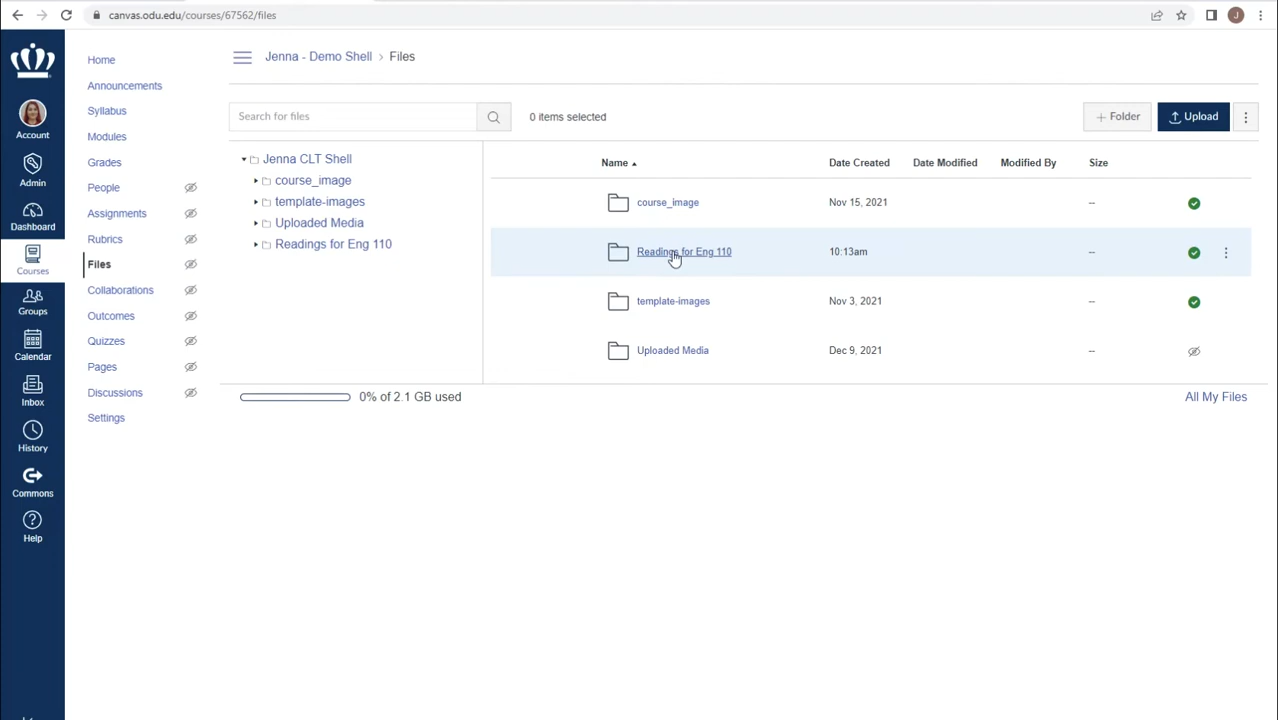 canvas.odu.edu/courses/67562/files
J
Account
Admin
Dashboard
Courses
Groups
Calendar
Inbox
History
Commons
Help
Home
Announcements
Syllabus
Modules
Grades
People
Assignments
Rubrics
Files
Collaborations
Outcomes
Quizzes
Pages
Discussions
Settings
Jenna - Demo Shell › Files
Search for files
0 items selected
+ Folder
Upload
Jenna CLT Shell
course_image
template-images
Uploaded Media
Readings for Eng 110
Name Date Created Date Modified Modified By Size
course_image Nov 15, 2021 --
Readings for Eng 110 10:13am --
template-images Nov 3, 2021 --
Uploaded Media Dec 9, 2021 --
0% of 2.1 GB used
All My Files